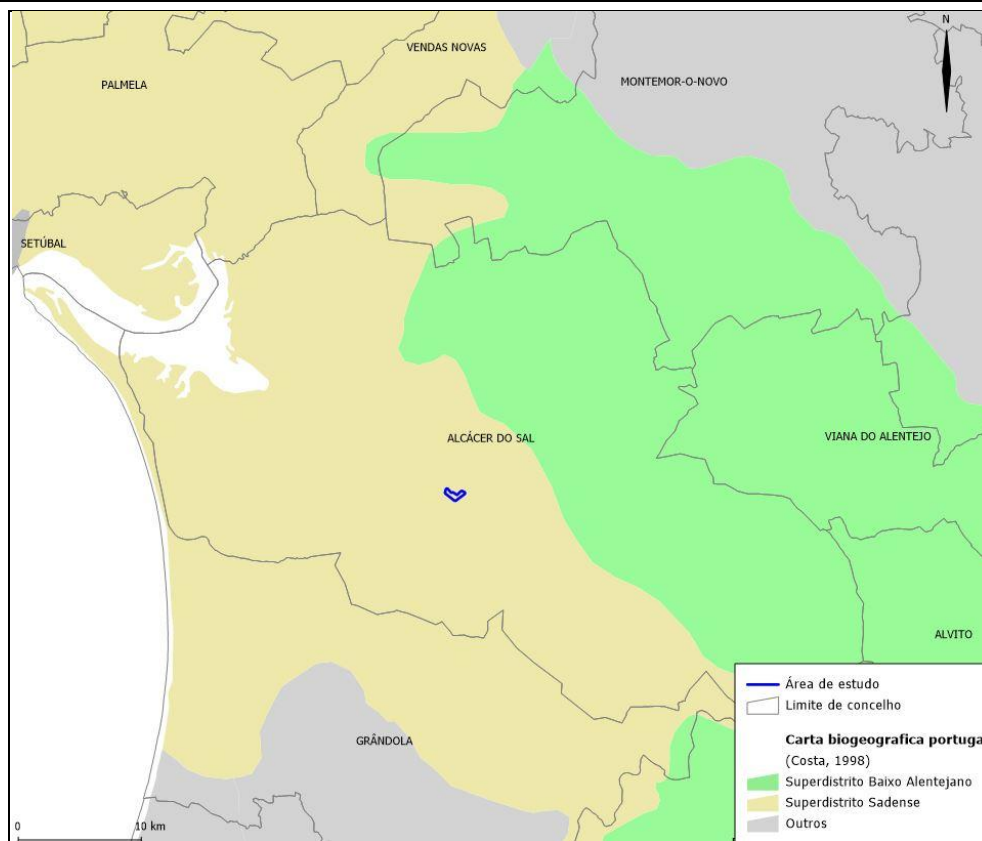 N
VENDAS NOVAS
PALMELA
MONTEMOR-O-NOVO
SETÚBAL
ALCÁCER DO SAL
VIANA DO ALENTEJO
ALVITO
GRÂNDOLA
Área de estudo
Limite de concelho
Carta biogeografica portuga
(Costa, 1998)
Superdistrito Baixo Alentejano
Superdistrito Sadense
Outros
0 10 km